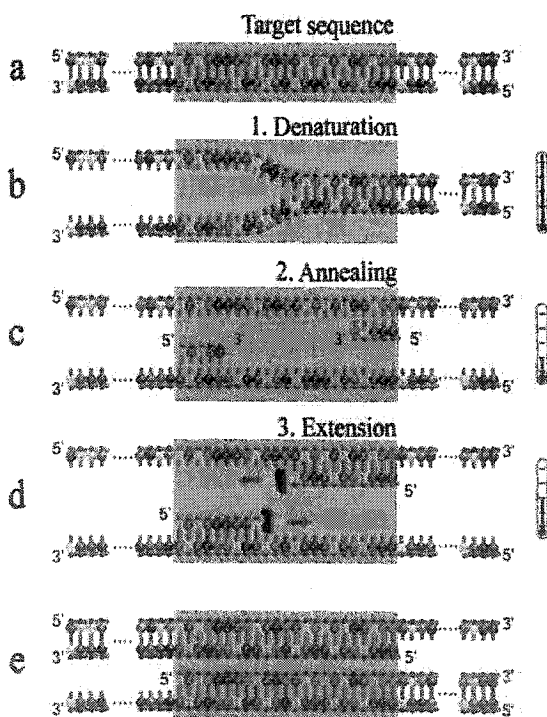 Target sequence
a 5' 3'
3' 5'
1. Denaturation
b 5' 3'
3' 5'
2. Annealing
c 5' 3'
5' 3' 3' 5'
3' 5'
3. Extension
d 5' 3'
5'
5'
3' 5'
e 5' 3'
3' 5'
5' 3'
3' 5'